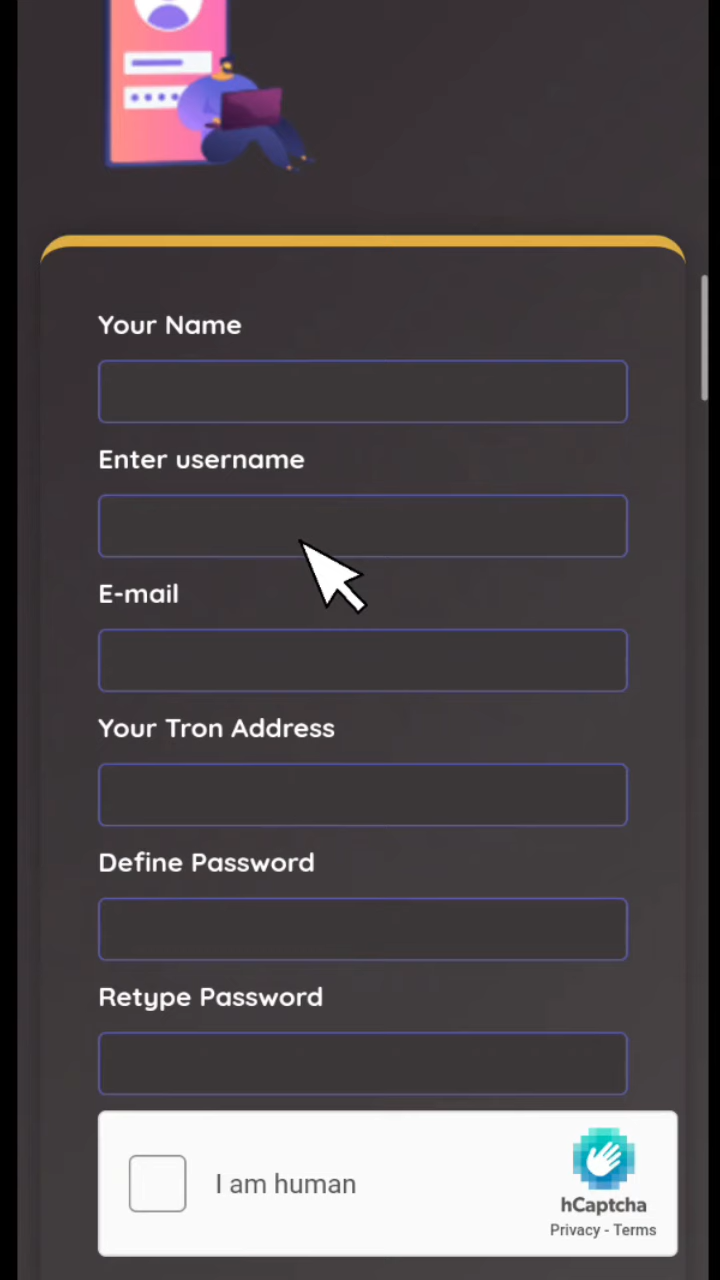 Your Name
Enter username
E-mail
Your Tron Address
Define Password
Retype Password
I am human
hCaptcha
Privacy - Terms